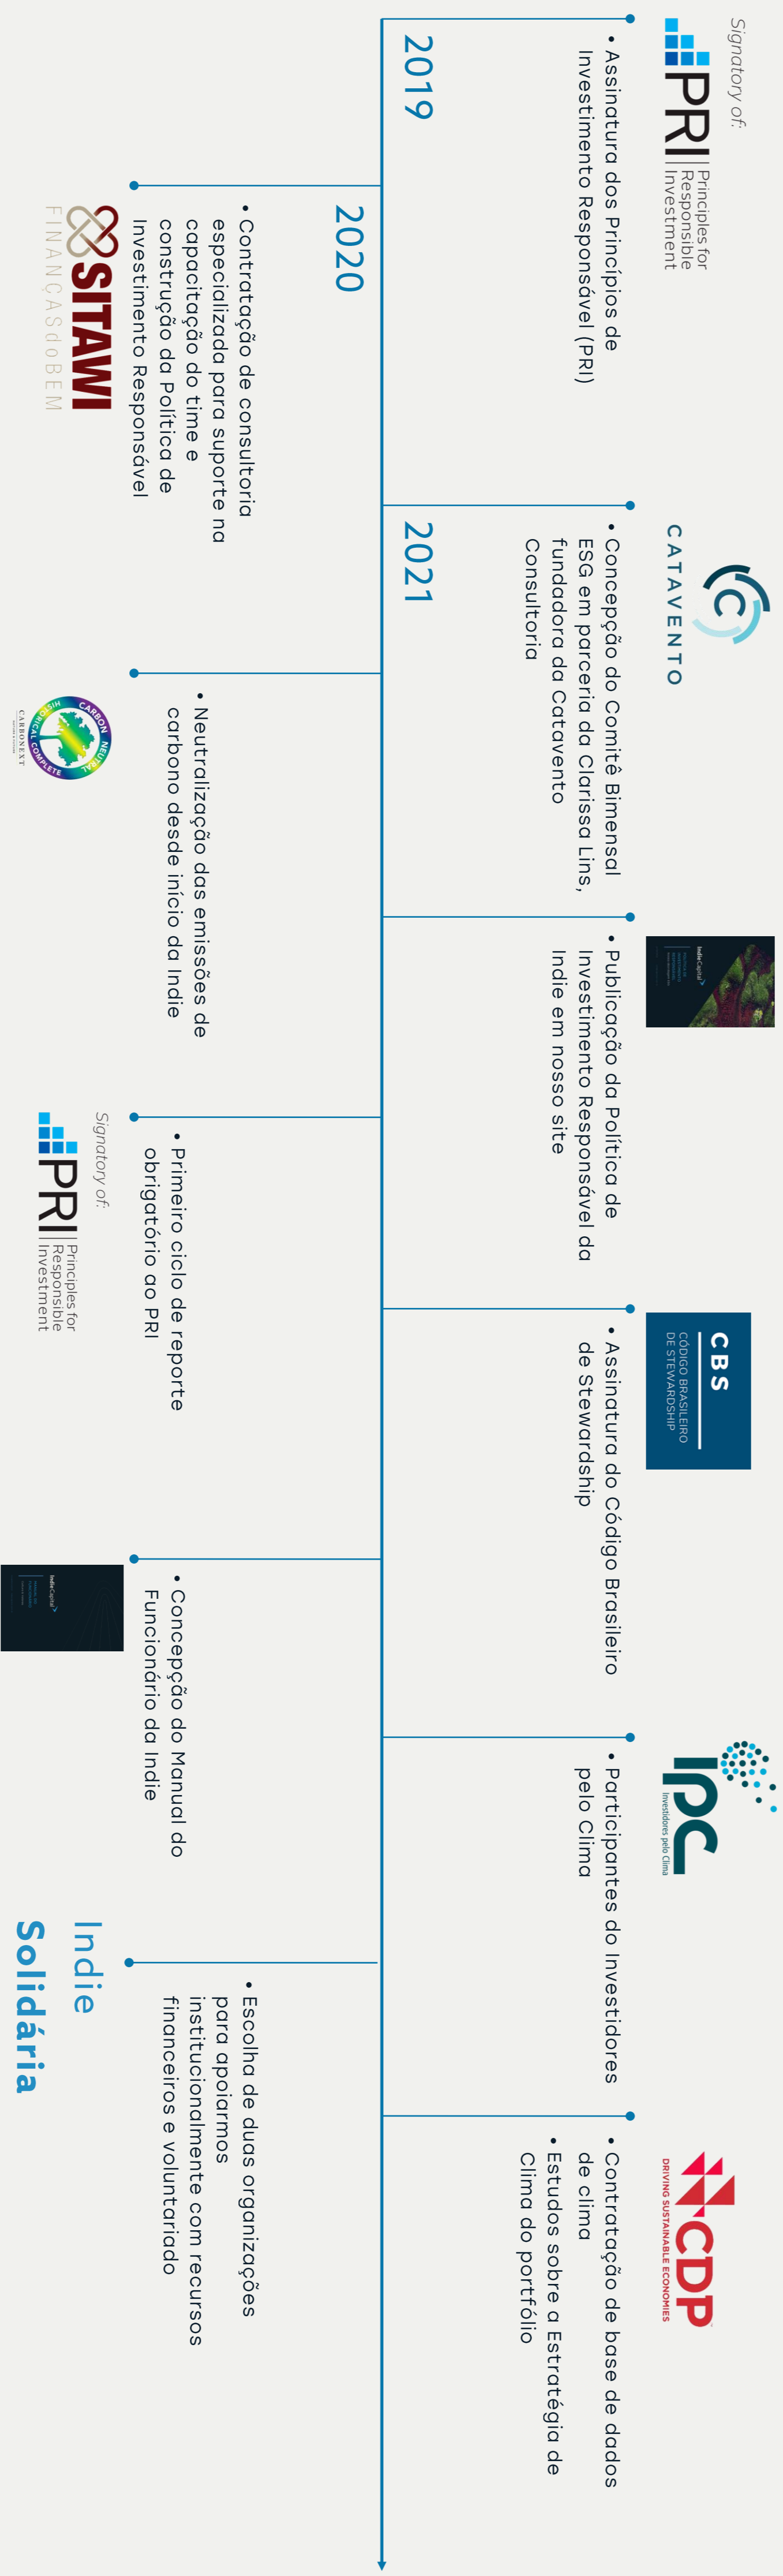 Signatory of:
PRI
Principles for
Responsible
Investment
2019
• Assinatura dos Princípios de
Investimento Responsável (PRI)
2020
• Contratação de consultoria
especializada para suporte na
capacitação do time e
construção da Política de
Investimento Responsável
SITAWI
FINANÇASdoBEM
CATAVENTO
2021
• Concepção do Comitê Bimensal
ESG em parceria da Clarissa Lins,
fundadora da Catavento
Consultoria
• Neutralização das emissões de
carbono desde início da Indie
CARBON NEUTRAL
HISTORICAL COMPLETE
CARBONEXT
IndieCapital
• Publicação da Política de
Investimento Responsável da
Indie em nosso site
• Primeiro ciclo de reporte
obrigatório ao PRI
Signatory of:
PRI
Principles for
Responsible
Investment
CBS
CÓDIGO BRASILEIRO
DE STEWARDSHIP
• Assinatura do Código Brasileiro
de Stewardship
• Concepção do Manual do
Funcionário da Indie
IndieCapital
IPC
Investidores pelo Clima
• Participantes do Investidores
pelo Clima
• Escolha de duas organizações
para apoiarmos
institucionalmente com recursos
financeiros e voluntariado
Indie
Solidária
CDP
DRIVING SUSTAINABLE ECONOMIES
• Contratação de base de dados
de clima
• Estudos sobre a Estratégia de
Clima do portfólio